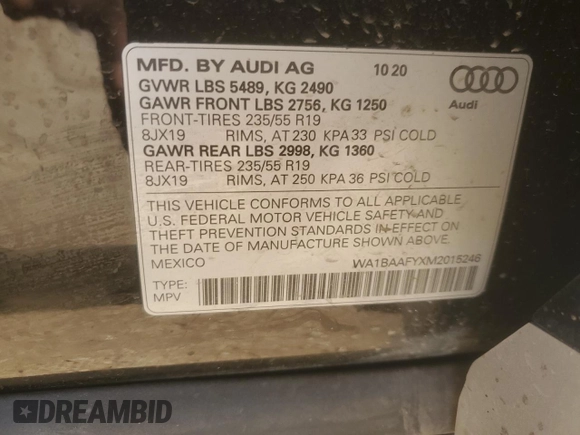 MFD. BY AUDI AG 10 20
GVWR LBS 5489, KG 2490
GAWR FRONT LBS 2756, KG 1250
Audi
FRONT-TIRES 235/55 R19
8JX19 RIMS, AT 230 KPA 33 PSI COLD
GAWR REAR LBS 2998, KG 1360
REAR-TIRES 235/55 R19
8JX19 RIMS, AT 250 KPA 36 PSI COLD
THIS VEHICLE CONFORMS TO ALL APPLICABLE
U.S. FEDERAL MOTOR VEHICLE SAFETY AND
THEFT PREVENTION STANDARDS IN EFFECT ON
THE DATE OF MANUFACTURE SHOWN ABOVE.
MEXICO WA1BAAFYXM2015246
TYPE:
MPV
DREAMBID